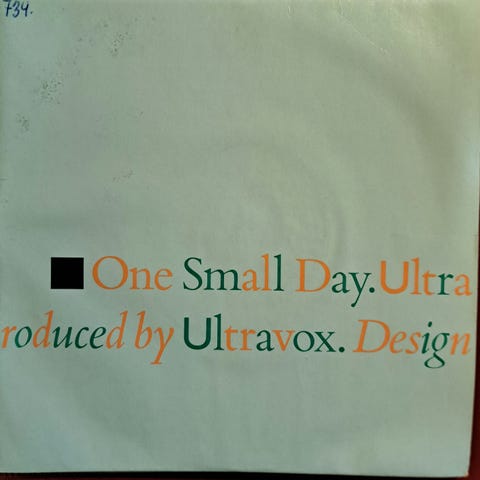 734.
One Small Day.Ultra
roduced by Ultravox. Design